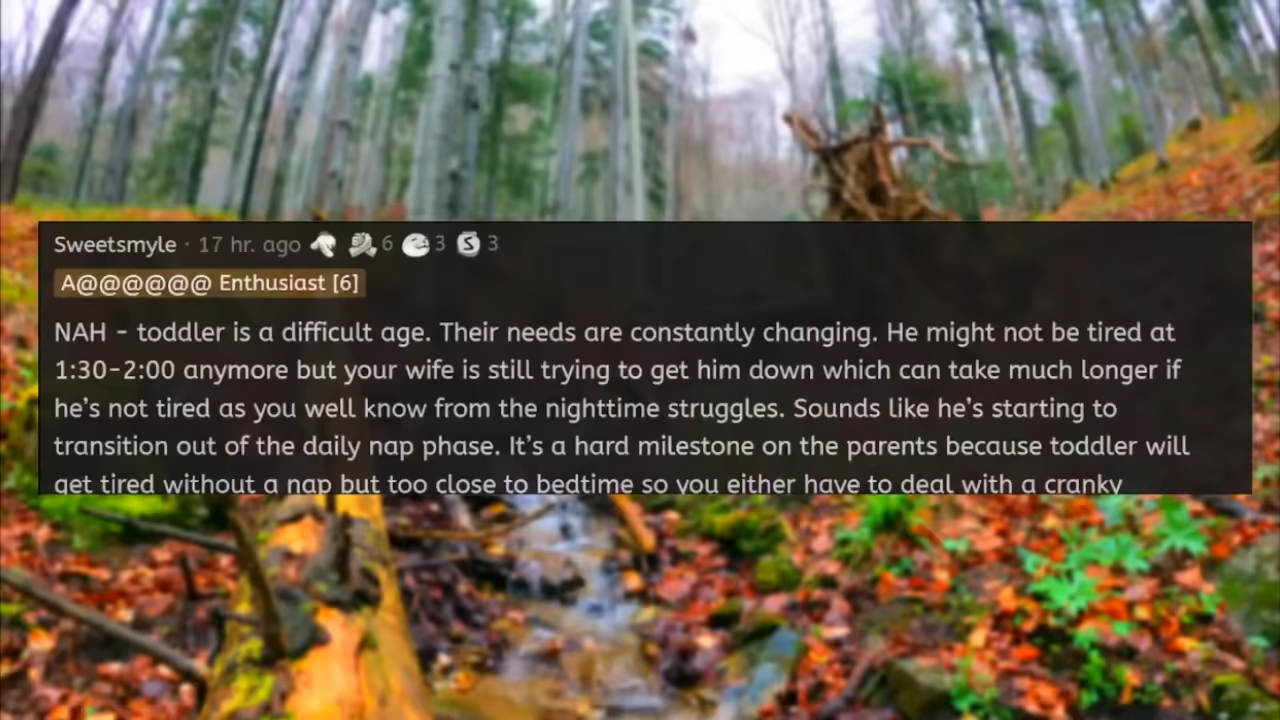 Sweetsmyle · 17 hr. ago 6 3 S 3
A@@@@@@ Enthusiast [6]
NAH - toddler is a difficult age. Their needs are constantly changing. He might not be tired at
1:30-2:00 anymore but your wife is still trying to get him down which can take much longer if
he's not tired as you well know from the nighttime struggles. Sounds like he's starting to
transition out of the daily nap phase. It's a hard milestone on the parents because toddler will
get tired without a nap but too close to bedtime so you either have to deal with a cranky